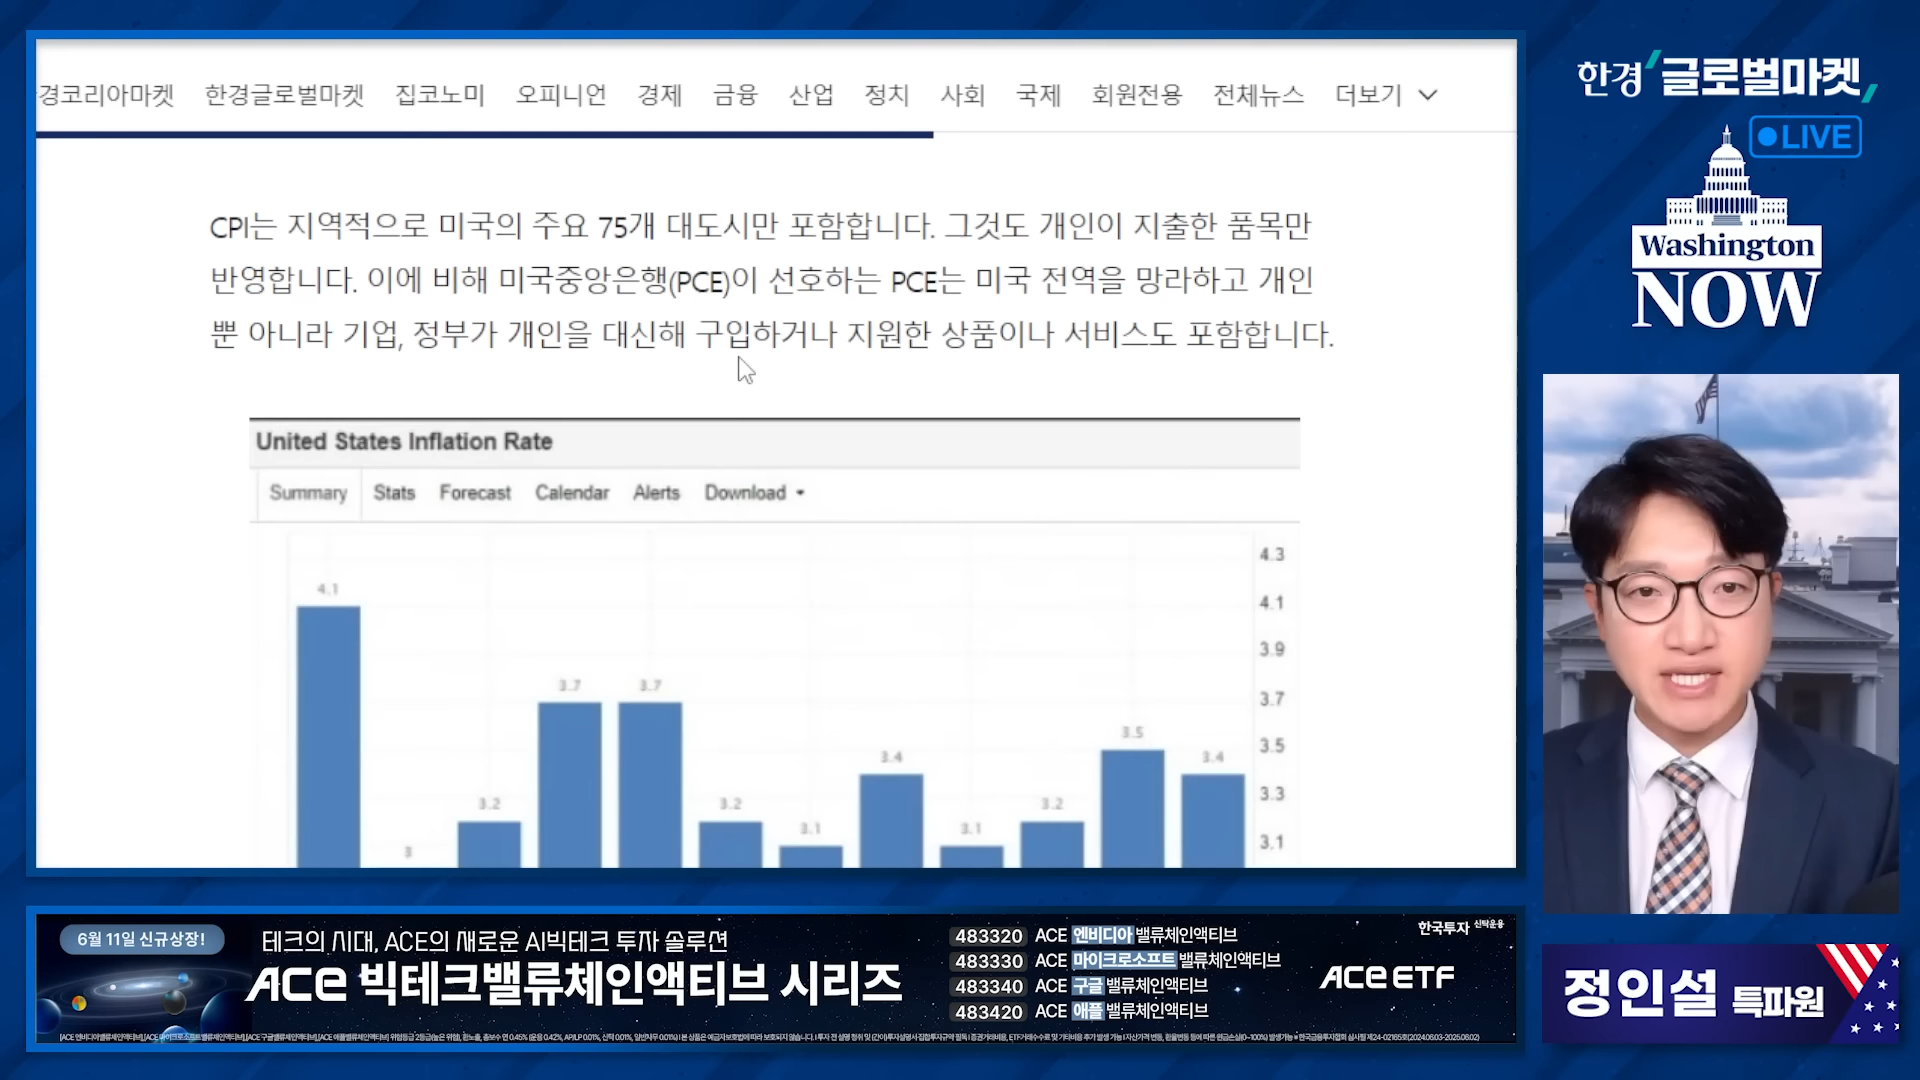 경코리아마켓 한경글로벌마켓 집코노미 오피니언 경제 금융 산업 정치 사회 국제 회원전용 전체뉴스 더보기
CPI는 지역적으로 미국의 주요 75개 대도시만 포함합니다. 그것도 개인이 지출한 품목만
반영합니다. 이에 비해 미국중앙은행(PCE)이 선호하는 PCE는 미국 전역을 망라하고 개인
뿐 아니라 기업, 정부가 개인을 대신해 구입하거나 지원한 상품이나 서비스도 포함합니다.
United States Inflation Rate
Summary Stats Forecast Calendar Alerts Download
4.1
3
3.2
3.7
3.7
3.2
3.1
3.4
3.1
3.2
3.5
3.4
4.3
4.1
3.9
3.7
3.5
3.3
3.1
한경 글로벌마켓
LIVE
Washington
NOW
정인설 특파원
6월 11일 신규상장!
테크의 시대, ACE의 새로운 AI빅테크 투자 솔루션
ACE 빅테크밸류체인액티브 시리즈
483320 ACE 엔비디아 밸류체인액티브
483330 ACE 마이크로소프트 밸류체인액티브
483340 ACE 구글 밸류체인액티브
483420 ACE 애플 밸류체인액티브
한국투자 신탁운용
ACE ETF